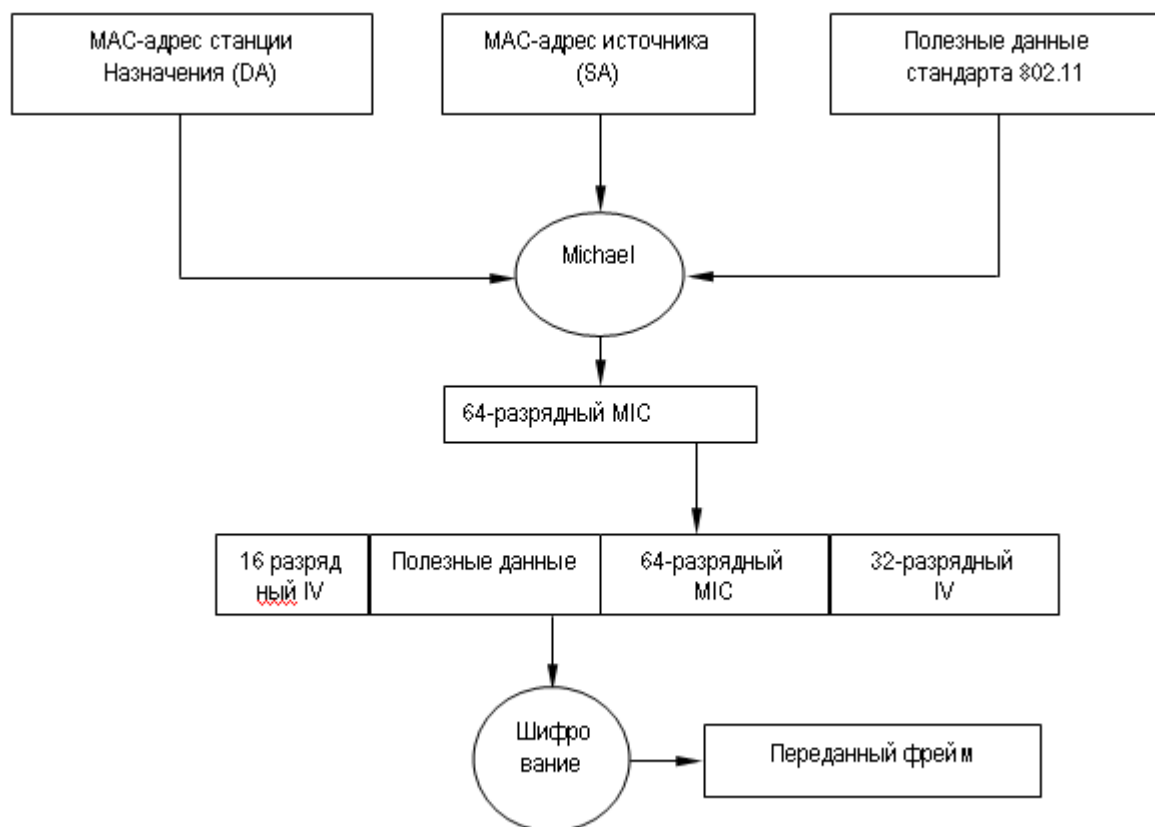 MAC-адрес станции
Назначения (DA)
MAC-адрес источника
(SA)
Полезные данные
стандарта 802.11
Michael
64-разрядный MIC
16 разряд
ный IV
Полезные данные
64-разрядный
MIC
32-разрядный
IV
Шифро
вание
Переданный фрейм